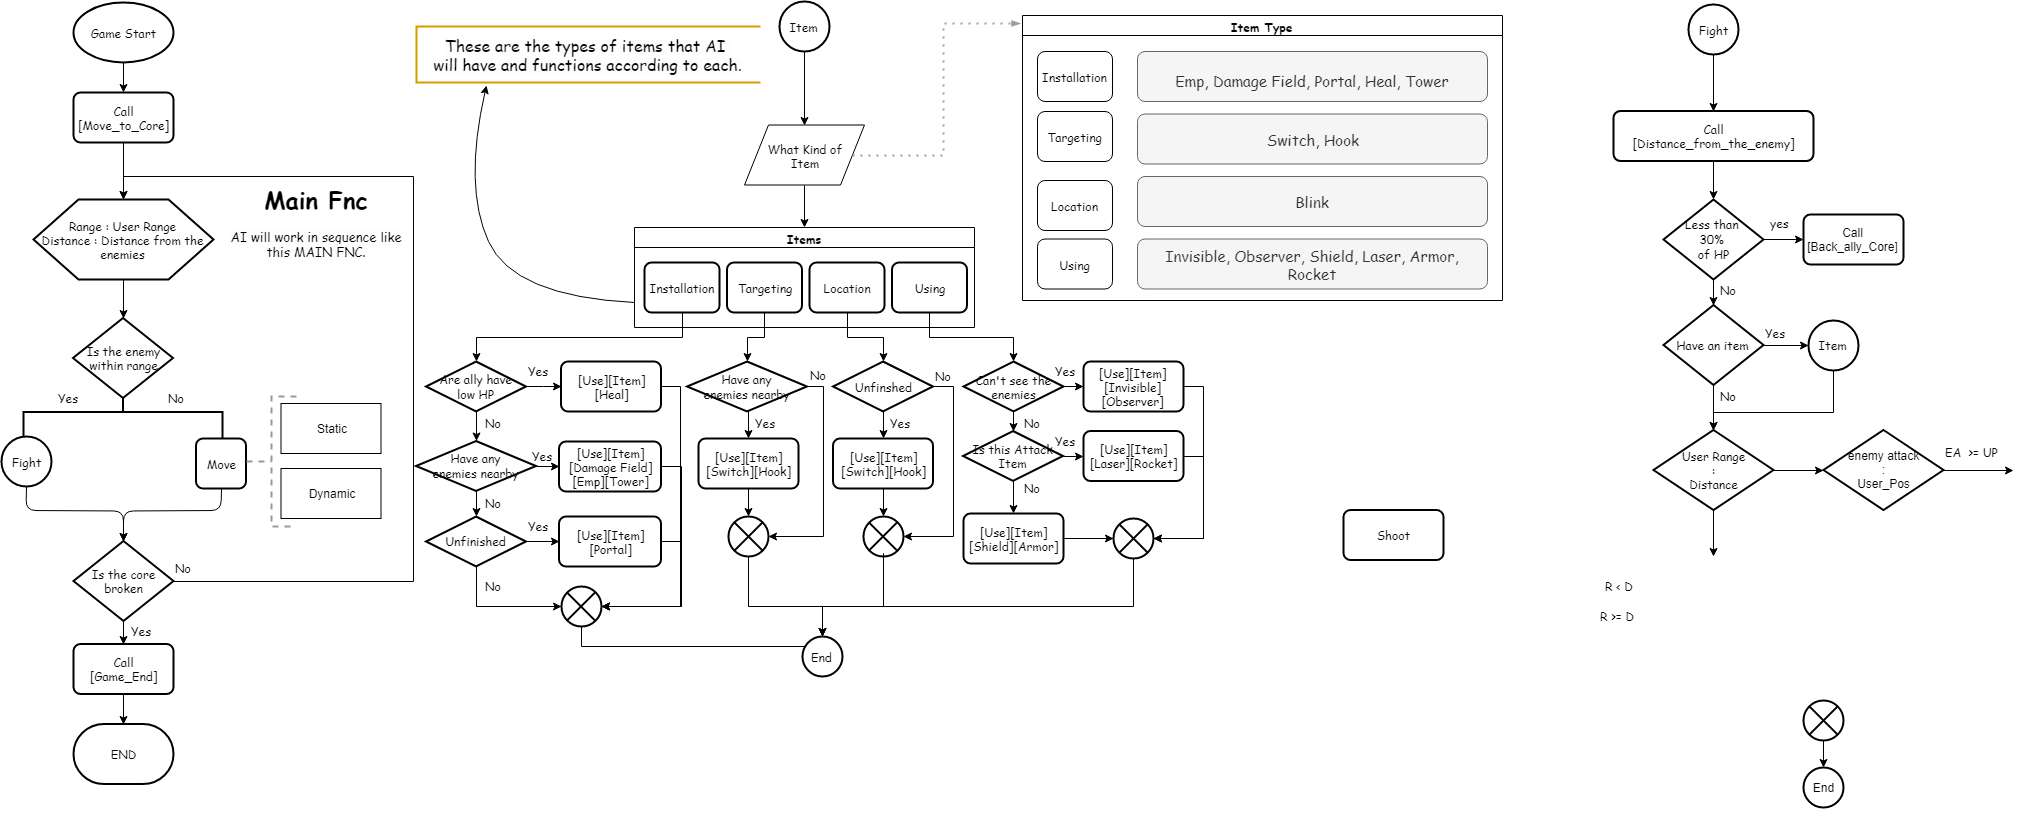 Game Start
Call
[Move_to_Core]
Main Fnc
AI will work in sequence like
this MAIN FNC.
Range : User Range
Distance : Distance from the
enemies
Is the enemy
within range
Yes
No
Fight
Move
Static
Dynamic
Is the core
broken
No
Yes
Call
[Game_End]
END
These are the types of items that AI
will have and functions according to each.
Item
What Kind of
Item
Items
Installation
Targeting
Location
Using
Are ally have
low HP
Yes
[Use][Item]
[Heal]
No
Have any
enemies nearby
Yes
[Use][Item]
[Damage Field]
[Emp][Tower]
No
Unfinished
Yes
[Use][Item]
[Portal]
No
Have any
enemies nearby
No
Yes
[Use][Item]
[Switch][Hook]
Unfinshed
No
Yes
[Use][Item]
[Switch][Hook]
Can't see the
enemies
Yes
[Use][Item]
[Invisible]
[Observer]
No
Is this Attack
Item
Yes
[Use][Item]
[Laser][Rocket]
No
[Use][Item]
[Shield][Armor]
End
Item Type
Installation
Emp, Damage Field, Portal, Heal, Tower
Targeting
Switch, Hook
Location
Blink
Using
Invisible, Observer, Shield, Laser, Armor,
Rocket
Shoot
Fight
Call
[Distance_from_the_enemy]
Less than
30%
of HP
yes
Call
[Back_ally_Core]
No
Have an item
Yes
Item
No
User Range
:
Distance
enemy attack
:
User_Pos
EA >= UP
R < D
R >= D
End